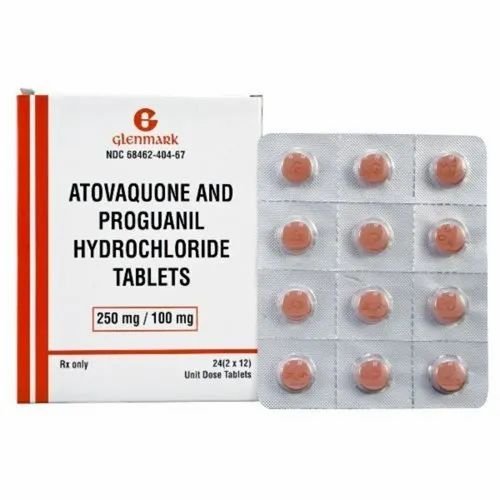 GLENMARK
NDC 68462-404-67
ATOVAQUONE AND
PROGUANIL
HYDROCHLORIDE
TABLETS
250 mg / 100 mg
Rx only
24(2 x 12)
Unit Dose Tablets